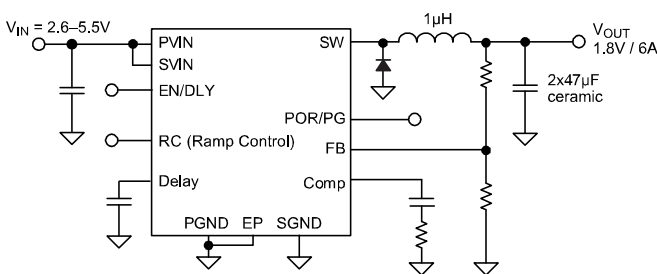 V_IN = 2.6–5.5V
PVIN
SVIN
EN/DLY
RC (Ramp Control)
Delay
PGND EP SGND
SW
POR/PG
FB
Comp
1µH
V_OUT
1.8V / 6A
2x47µF
ceramic